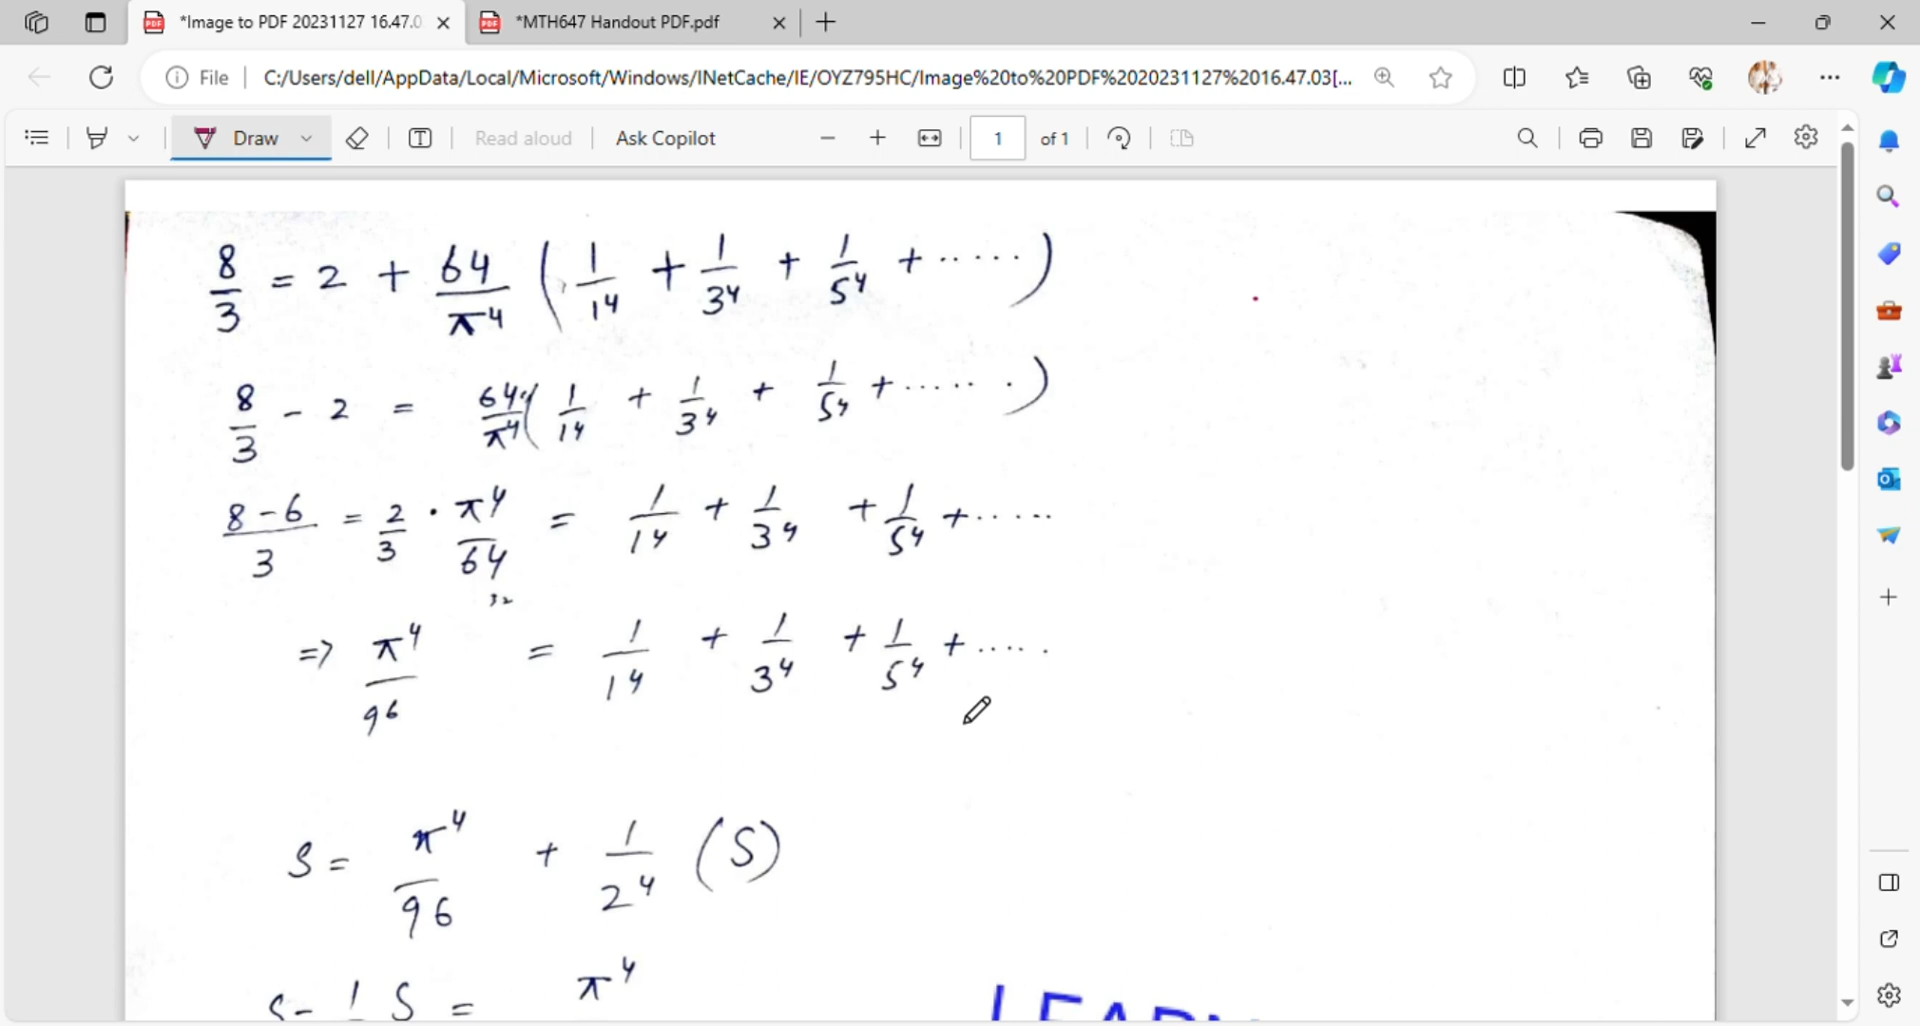 *Image to PDF 20231127 16.47.0
*MTH647 Handout PDF.pdf
File
C:/Users/dell/AppData/Local/Microsoft/Windows/INetCache/IE/OYZ795HC/Image%20to%20PDF%2020231127%2016.47.03[...
Draw
Read aloud
Ask Copilot
1 of 1
8/3 = 2 + 64/π⁴ (1/1⁴ + 1/3⁴ + 1/5⁴ + ......)
8/3 - 2 = 64/π⁴ (1/1⁴ + 1/3⁴ + 1/5⁴ + .......)
8-6/3 = 2/3 · π⁴/64 = 1/1⁴ + 1/3⁴ + 1/5⁴ + .....
32
=> π⁴/96 = 1/1⁴ + 1/3⁴ + 1/5⁴ + .....
S = π⁴/96 + 1/2⁴ (S)
S - 1 S = π⁴